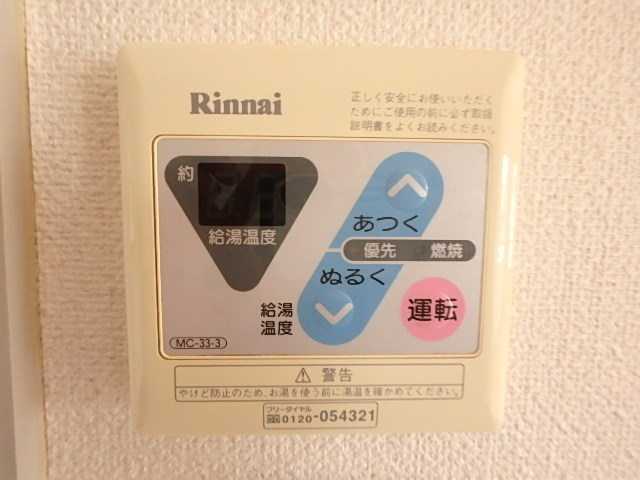 Rinnai
正しく安全にお使いいただく
ためにご使用の前に必ず取扱
説明書をよくお読みください。
約
給湯温度
あつく
優先 燃焼
ぬるく
給湯
温度
運転
MC-33-3
⚠ 警告
やけど防止のため、お湯を使う前に湯温を確かめてください。
フリーダイヤル
0120-054321